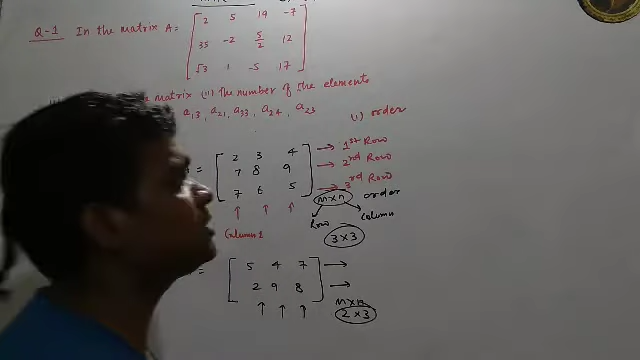 Q-1 In the matrix A = [ 2 5 19 -7
35 -2 5/2 12
√3 1 -5 17 ]
matrix (ii) The number of the elements
a13, a21, a33, a24, a23
(i) order
= [ 2 3 4 → 1st Row
7 8 9 → 2rd Row
7 6 5 ] → 3rd Row
↑ ↑ ↑ m×n order
Row Column
Column 1 3×3
= [ 5 4 7 →
2 9 8 ] →
↑ ↑ ↑ m×n
2×3